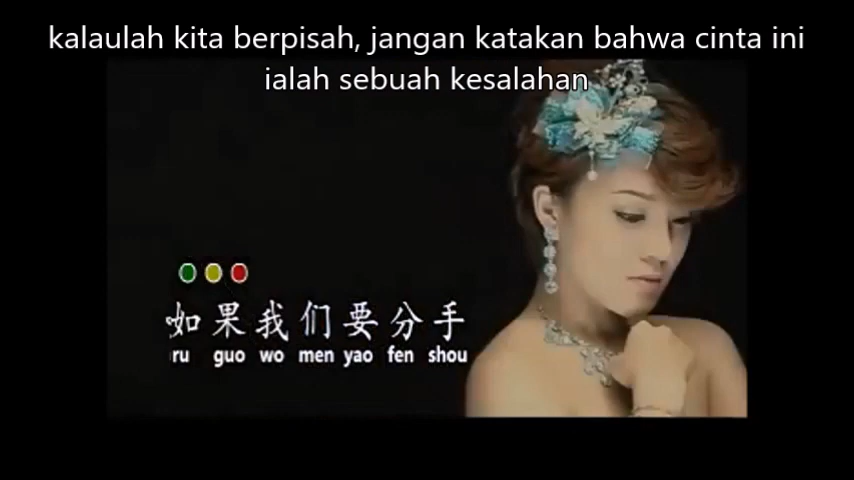 kalaulah kita berpisah, jangan katakan bahwa cinta ini
ialah sebuah kesalahan
如果我们要分手
ru guo wo men yao fen shou